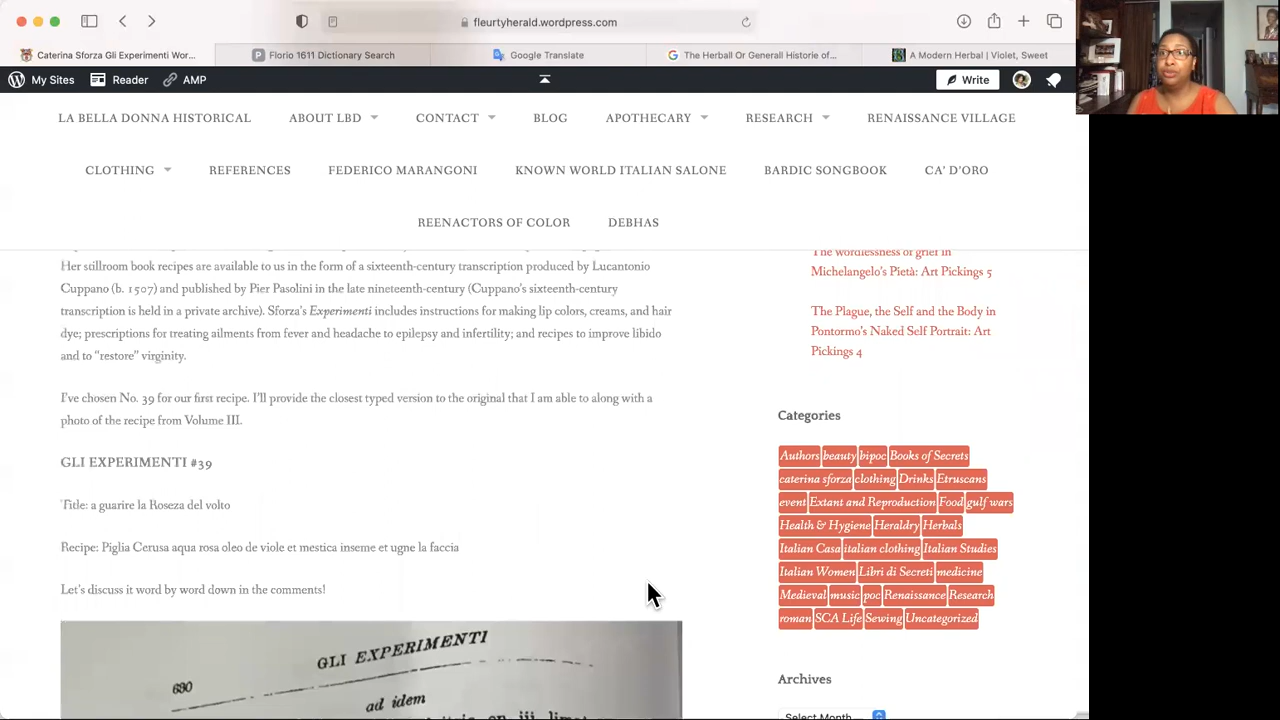 fleurtyherald.wordpress.com
Caterina Sforza Gli Experimenti Wor...
Florio 1611 Dictionary Search
Google Translate
The Herball Or Generall Historie of...
A Modern Herbal | Violet, Sweet
My Sites
Reader
AMP
Write
LA BELLA DONNA HISTORICAL
ABOUT LBD
CONTACT
BLOG
APOTHECARY
RESEARCH
RENAISSANCE VILLAGE
CLOTHING
REFERENCES
FEDERICO MARANGONI
KNOWN WORLD ITALIAN SALONE
BARDIC SONGBOOK
CA' D'ORO
REENACTORS OF COLOR
DEBHAS
Her stillroom book recipes are available to us in the form of a sixteenth-century transcription produced by Lucantonio
Cuppano (b. 1507) and published by Pier Pasolini in the late nineteenth-century (Cuppano's sixteenth-century
transcription is held in a private archive). Sforza's Experimenti includes instructions for making lip colors, creams, and hair
dye; prescriptions for treating ailments from fever and headache to epilepsy and infertility; and recipes to improve libido
and to "restore" virginity.
I've chosen No. 39 for our first recipe. I'll provide the closest typed version to the original that I am able to along with a
photo of the recipe from Volume III.
GLI EXPERIMENTI #39
Title: a guarire la Roseza del volto
Recipe: Piglia Cerusa aqua rosa oleo de viole et mestica inseme et ugne la faccia
Let's discuss it word by word down in the comments!
GLI EXPERIMENTI
680
ad idem
The wordlessness of grief in
Michelangelo's Pietà: Art Pickings 5
The Plague, the Self and the Body in
Pontormo's Naked Self Portrait: Art
Pickings 4
Categories
Authors beauty bipoc Books of Secrets
caterina sforza clothing Drinks Etruscans
event Extant and Reproduction Food gulf wars
Health & Hygiene Heraldry Herbals
Italian Casa italian clothing Italian Studies
Italian Women Libri di Secreti medicine
Medieval music poc Renaissance Research
roman SCA Life Sewing Uncategorized
Archives
Select Month